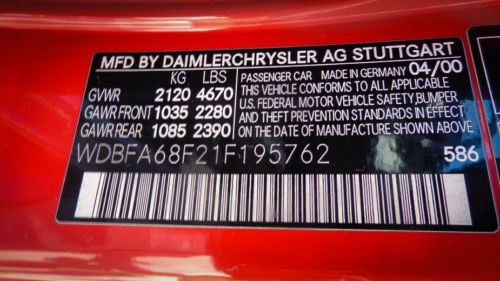 MFD BY DAIMLERCHRYSLER AG STUTTGART
KG LBS
GVWR 2120 4670
GAWR FRONT 1035 2280
GAWR REAR 1085 2390
PASSENGER CAR MADE IN GERMANY 04/00
THIS VEHICLE CONFORMS TO ALL APPLICABLE
U.S. FEDERAL MOTOR VEHICLE SAFETY, BUMPER
AND THEFT PREVENTION STANDARDS IN EFFECT
ON THE DATE OF MANUFACTURE SHOWN ABOVE.
WDBFA68F21F195762
586